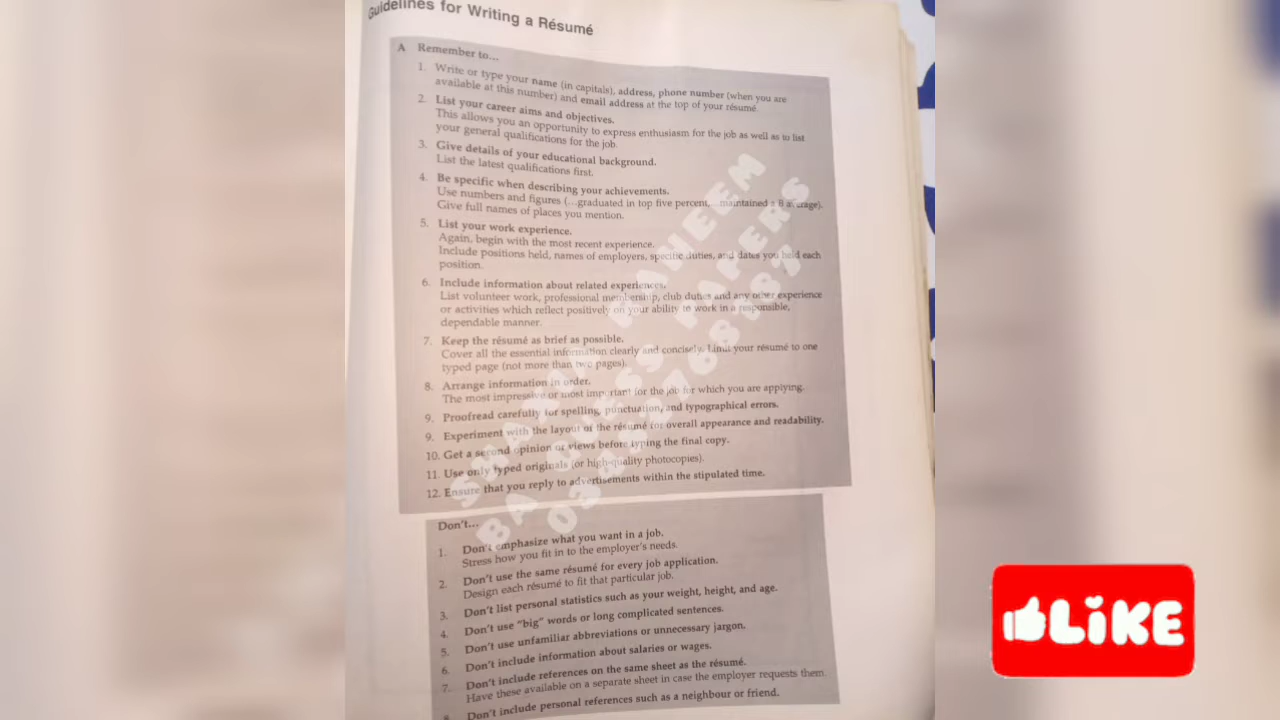 Guidelines for Writing a Résumé
A Remember to...
1. Write or type your name (in capitals), address, phone number (when you are
available at this number) and email address at the top of your résumé.
2. List your career aims and objectives.
This allows you an opportunity to express enthusiasm for the job as well as to list
your general qualifications for the job.
3. Give details of your educational background.
List the latest qualifications first.
4. Be specific when describing your achievements.
Use numbers and figures (...graduated in top five percent,...maintained a B average).
Give full names of places you mention.
5. List your work experience.
Again, begin with the most recent experience.
Include positions held, names of employers, specific duties, and dates you held each
position.
6. Include information about related experiences.
List volunteer work, professional membership, club duties and any other experience
or activities which reflect positively on your ability to work in a responsible,
dependable manner.
7. Keep the résumé as brief as possible.
Cover all the essential information clearly and concisely. Limit your résumé to one
typed page (not more than two pages).
8. Arrange information in order.
The most impressive or most important for the job for which you are applying.
9. Proofread carefully for spelling, punctuation, and typographical errors.
9. Experiment with the layout of the résumé for overall appearance and readability.
10. Get a second opinion or views before typing the final copy.
11. Use only typed originals (or high-quality photocopies).
12. Ensure that you reply to advertisements within the stipulated time.
Don't...
1. Don't emphasize what you want in a job.
Stress how you fit in to the employer's needs.
2. Don't use the same résumé for every job application.
Design each résumé to fit that particular job.
3. Don't list personal statistics such as your weight, height, and age.
4. Don't use "big" words or long complicated sentences.
5. Don't use unfamiliar abbreviations or unnecessary jargon.
6. Don't include information about salaries or wages.
7. Don't include references on the same sheet as the résumé.
Have these available on a separate sheet in case the employer requests them.
8. Don't include personal references such as a neighbour or friend.
LIKE